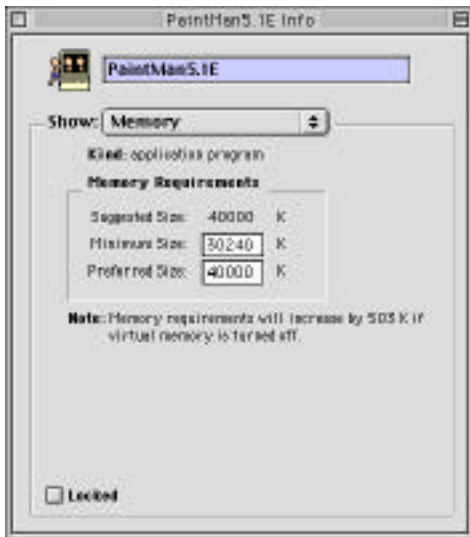 PaintMan5.1E Info
PaintMan5.1E
Show: Memory
Kind: application program
Memory Requirements
Suggested Size: 40000 K
Minimum Size: 30240 K
Preferred Size: 40000 K
Note: Memory requirements will increase by 503 K if
virtual memory is turned off.
Locked